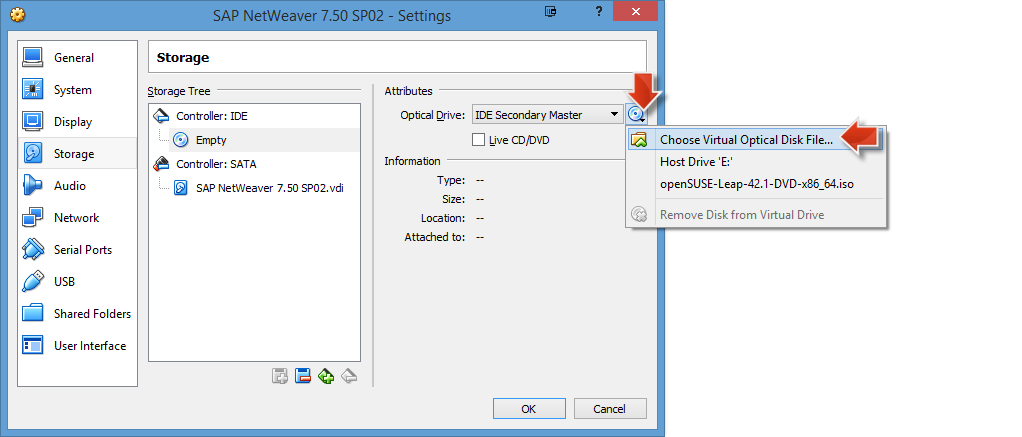 SAP NetWeaver 7.50 SP02 - Settings
?
General
System
Display
Storage
Audio
Network
Serial Ports
USB
Shared Folders
User Interface
Storage
Storage Tree
Controller: IDE
Empty
Controller: SATA
SAP NetWeaver 7.50 SP02.vdi
Attributes
Optical Drive: IDE Secondary Master
Live CD/DVD
Information
Type: --
Size: --
Location: --
Attached to: --
Choose Virtual Optical Disk File...
Host Drive 'E:'
openSUSE-Leap-42.1-DVD-x86_64.iso
Remove Disk from Virtual Drive
OK
Cancel